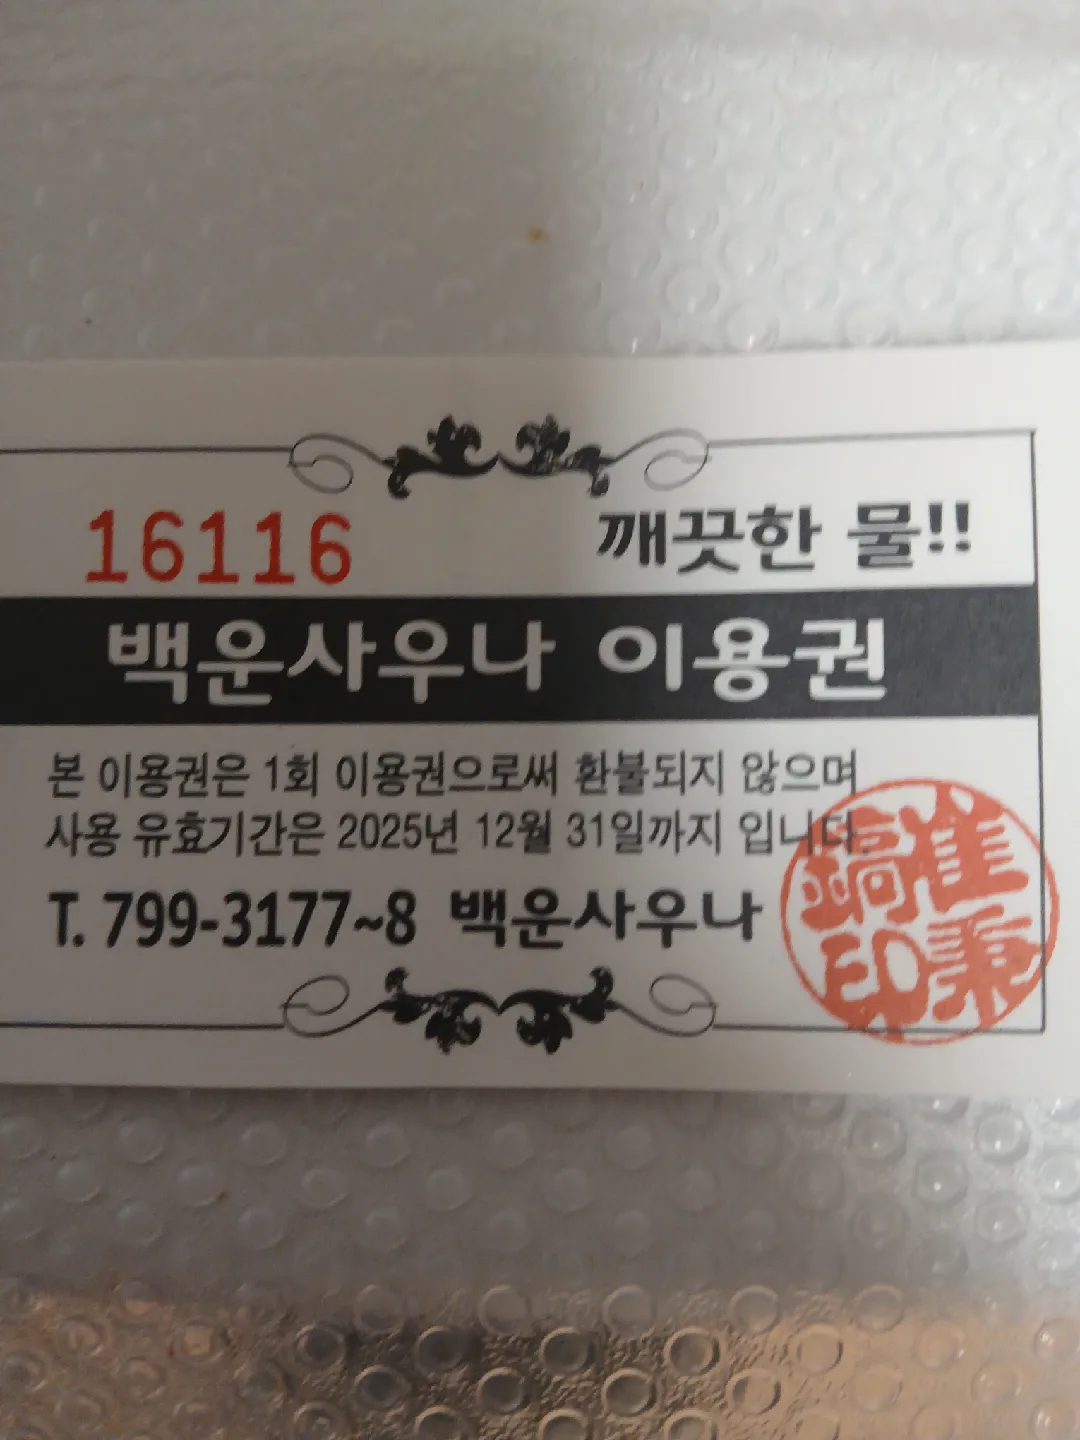 16116 깨끗한 물!!
백운사우나 이용권
본 이용권은 1회 이용권으로써 환불되지 않으며
사용 유효기간은 2025년 12월 31일까지 입니다.
T. 799-3177~8 백운사우나